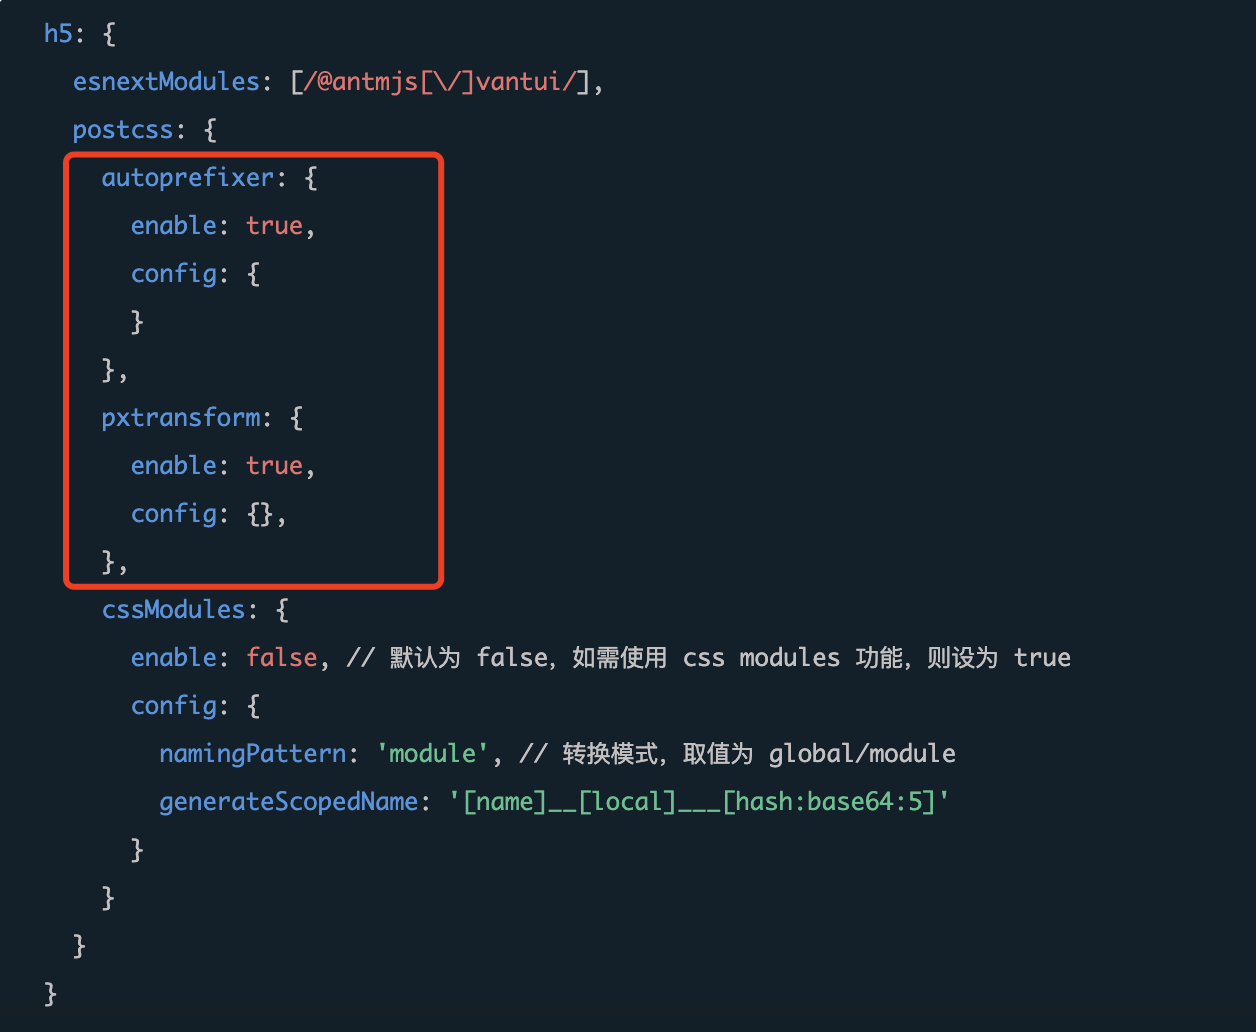 h5: {
esnextModules: [/@antmjs[\/]vantui/],
postcss: {
autoprefixer: {
enable: true,
config: {
}
},
pxtransform: {
enable: true,
config: {},
},
cssModules: {
enable: false, // 默认为 false，如需使用 css modules 功能，则设为 true
config: {
namingPattern: 'module', // 转换模式，取值为 global/module
generateScopedName: '[name]__[local]___[hash:base64:5]'
}
}
}
}